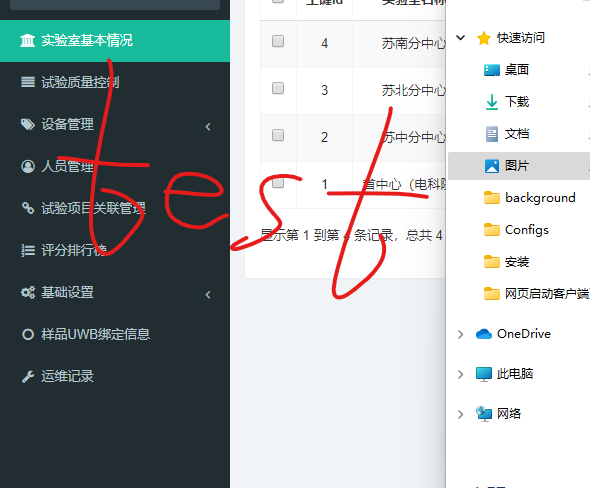 实验室基本情况
试验质量控制
设备管理
人员管理
试验项目关联管理
评分排行榜
基础设置
样品UWB绑定信息
运维记录
主键id 实验室名称
4 苏南分中心
3 苏北分中心
2 苏中分中心
1 首中心（电科院
显示第 1 到第 4 条记录，总共 4
test
快速访问
桌面
下载
文档
图片
background
Configs
安装
网页启动客户端
OneDrive
此电脑
网络